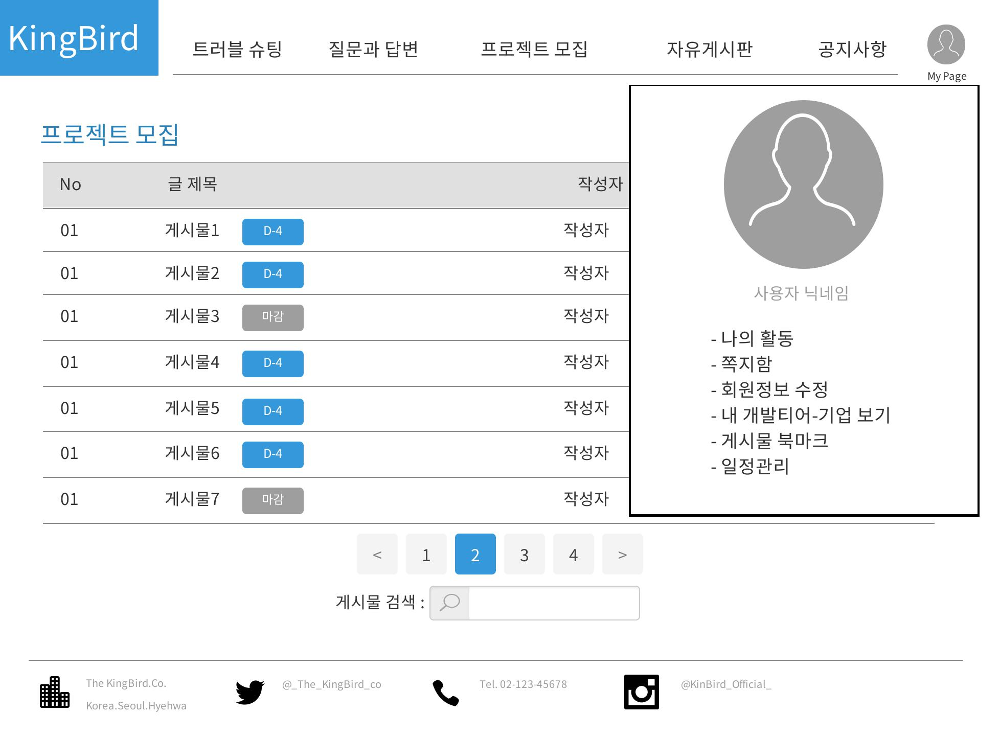 KingBird
트러블 슈팅 질문과 답변 프로젝트 모집 자유게시판 공지사항
My Page
프로젝트 모집
No 글 제목 작성자
01 게시물1 D-4 작성자
01 게시물2 D-4 작성자
01 게시물3 마감 작성자
01 게시물4 D-4 작성자
01 게시물5 D-4 작성자
01 게시물6 D-4 작성자
01 게시물7 마감 작성자
사용자 닉네임
- 나의 활동
- 쪽지함
- 회원정보 수정
- 내 개발티어-기업 보기
- 게시물 북마크
- 일정관리
< 1 2 3 4 >
게시물 검색 :
The KingBird.Co.
Korea.Seoul.Hyehwa
@_The_KingBird_co
Tel. 02-123-45678
@KinBird_Official_